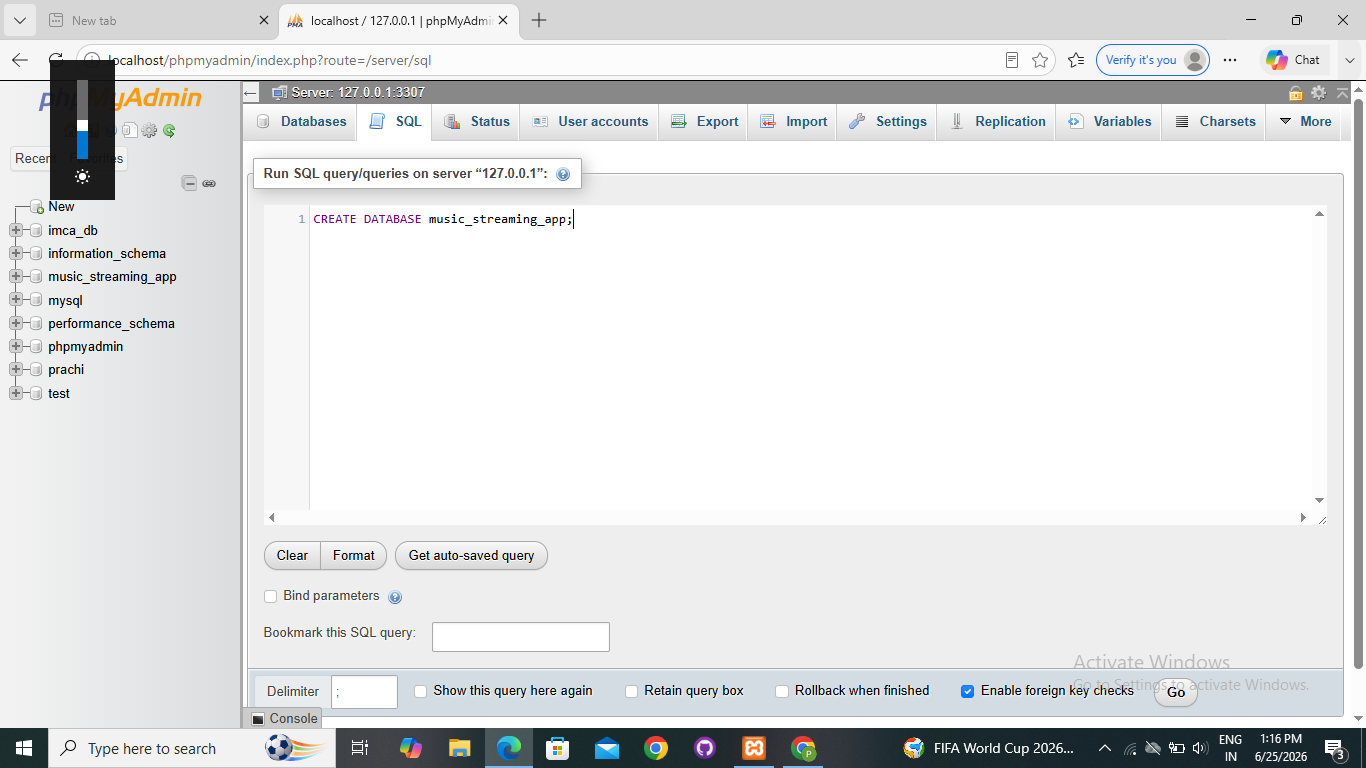 New tab
localhost / 127.0.0.1 | phpMyAdmin
localhost/phpmyadmin/index.php?route=/server/sql
Verify it's you
Chat
phpMyAdmin
Server: 127.0.0.1:3307
Databases
SQL
Status
User accounts
Export
Import
Settings
Replication
Variables
Charsets
More
Run SQL query/queries on server “127.0.0.1”:
1 CREATE DATABASE music_streaming_app;
New
imca_db
information_schema
music_streaming_app
mysql
performance_schema
phpmyadmin
prachi
test
Clear
Format
Get auto-saved query
Bind parameters
Bookmark this SQL query:
Delimiter
;
Show this query here again
Retain query box
Rollback when finished
Enable foreign key checks
Go
Activate Windows
Go to Settings to activate Windows.
Console
Type here to search
FIFA World Cup 2026...
ENG
IN
1:16 PM
6/25/2026
3